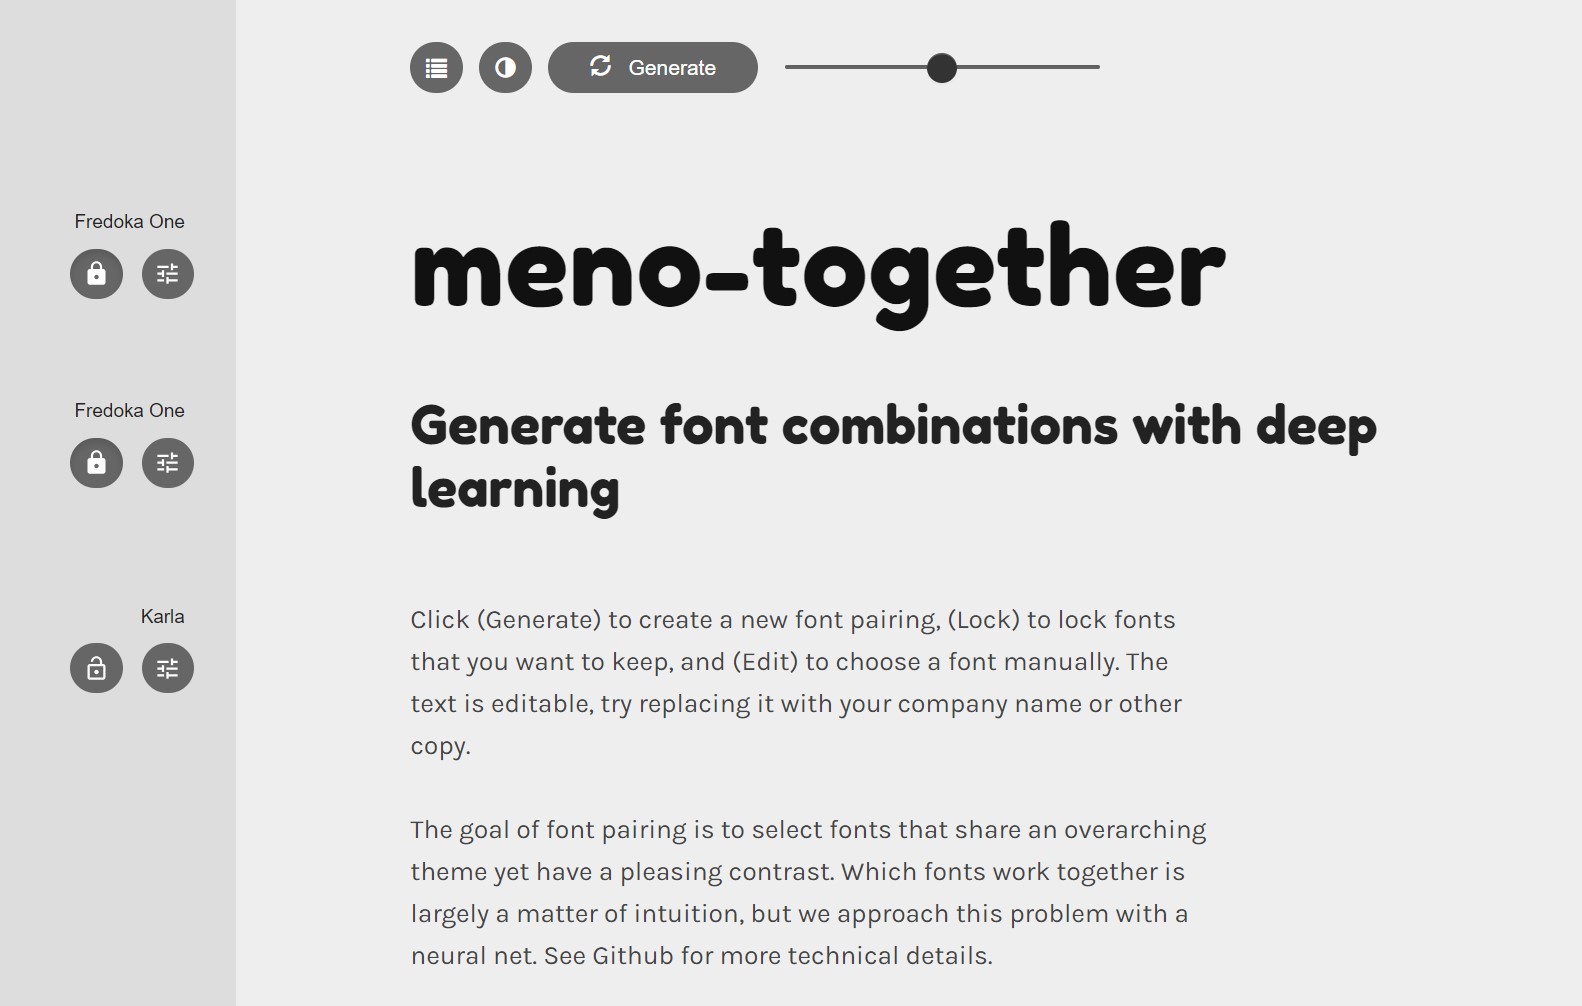 Generate
Fredoka One
meno-together
Fredoka One
Generate font combinations with deep
learning
Karla
Click (Generate) to create a new font pairing, (Lock) to lock fonts
that you want to keep, and (Edit) to choose a font manually. The
text is editable, try replacing it with your company name or other
copy.
The goal of font pairing is to select fonts that share an overarching
theme yet have a pleasing contrast. Which fonts work together is
largely a matter of intuition, but we approach this problem with a
neural net. See Github for more technical details.